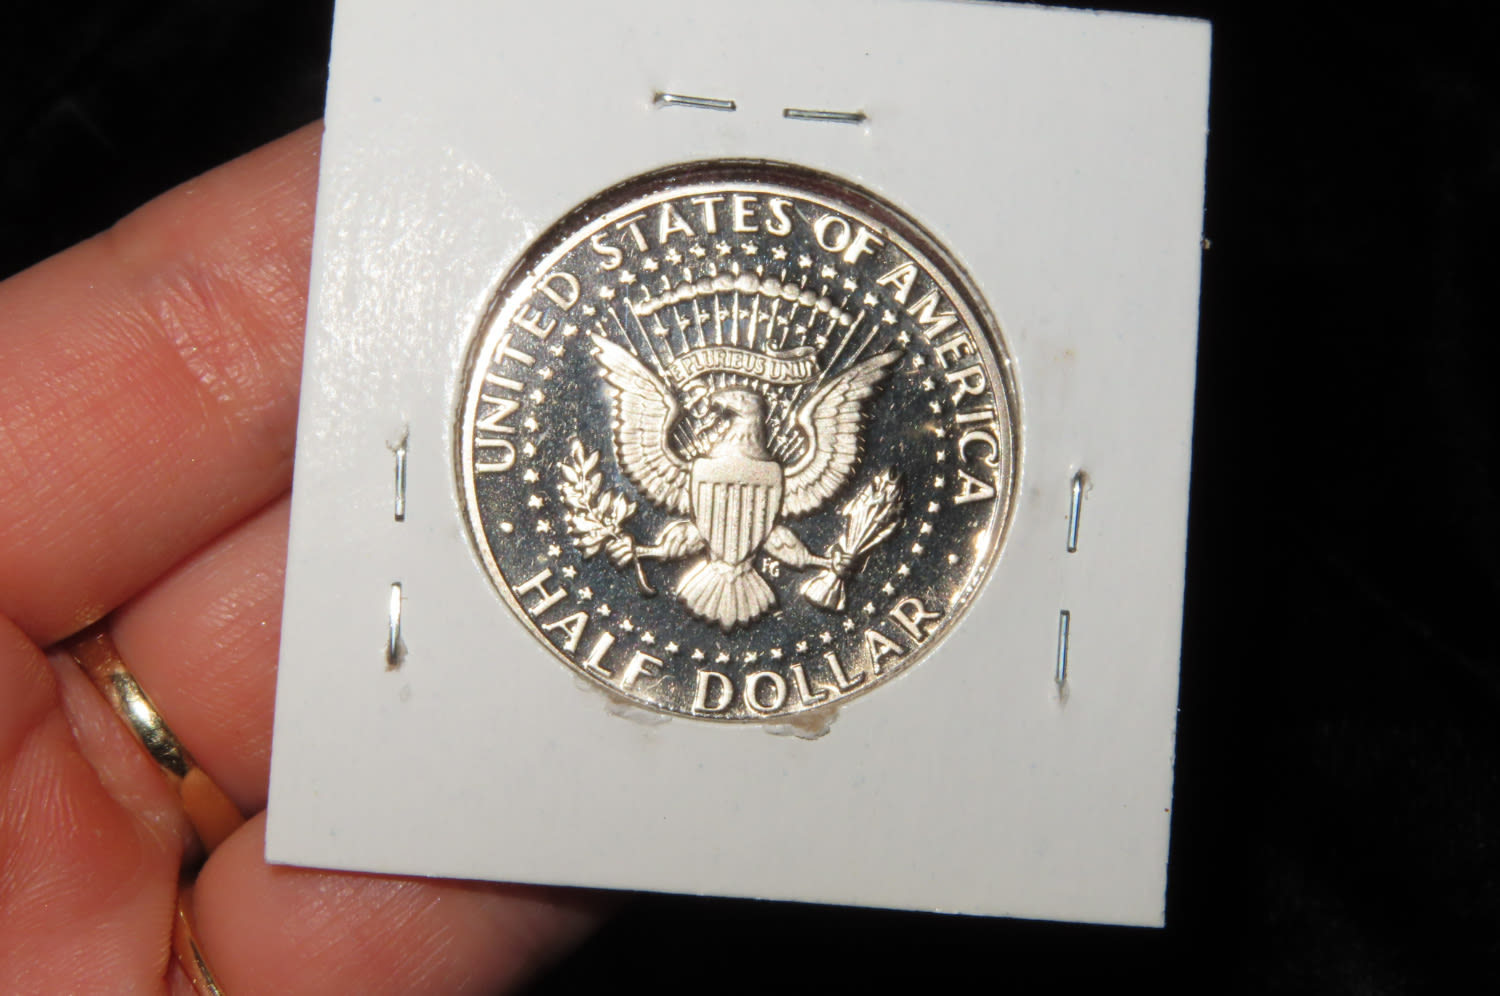 UNITED STATES OF AMERICA
E PLURIBUS UNUM
FG
HALF DOLLAR